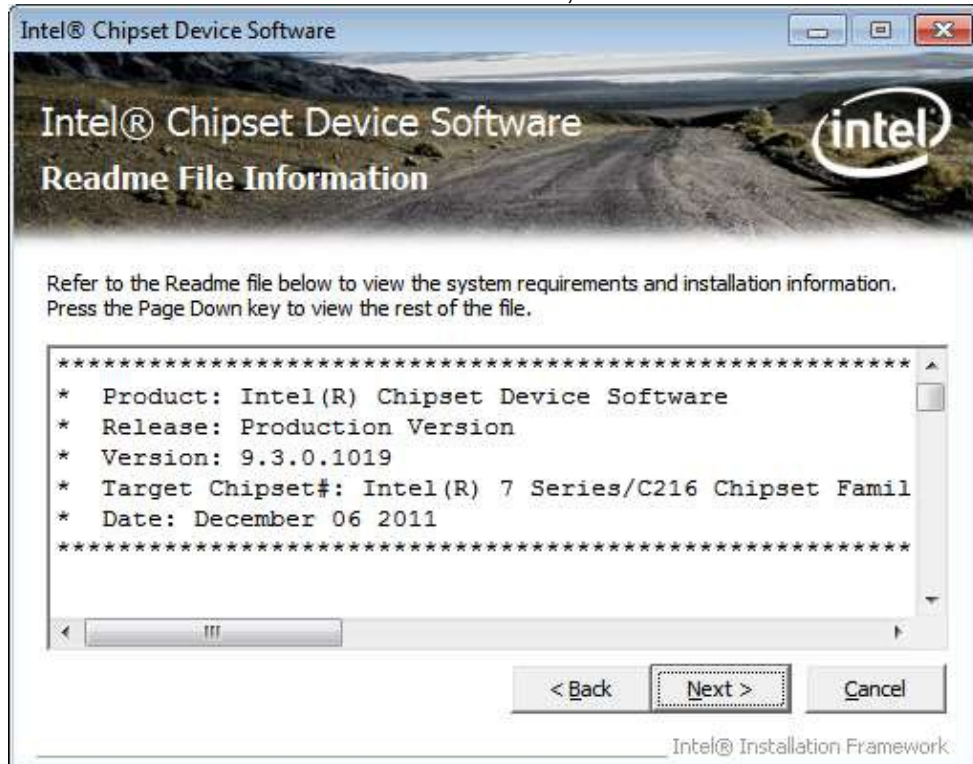 Intel® Chipset Device Software
Intel® Chipset Device Software
intel
Readme File Information
Refer to the Readme file below to view the system requirements and installation information.
Press the Page Down key to view the rest of the file.
********************************************************
*  Product: Intel(R) Chipset Device Software
*  Release: Production Version
*  Version: 9.3.0.1019
*  Target Chipset#: Intel(R) 7 Series/C216 Chipset Famil
*  Date: December 06 2011
********************************************************
< Back  Next >  Cancel
Intel® Installation Framework